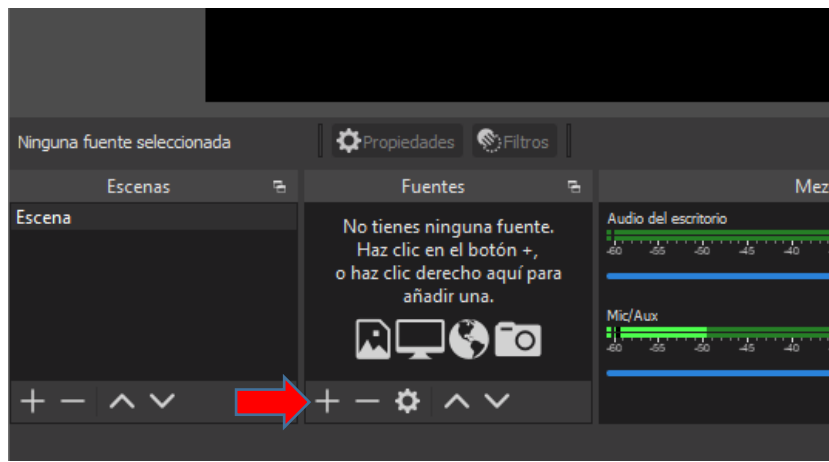 Ninguna fuente seleccionada
Propiedades
Filtros
Escenas
Fuentes
Mez
Escena
No tienes ninguna fuente.
Haz clic en el botón +,
o haz clic derecho aquí para
añadir una.
Audio del escritorio
-60 -55 -50 -45 -40
Mic/Aux
-60 -55 -50 -45 -40